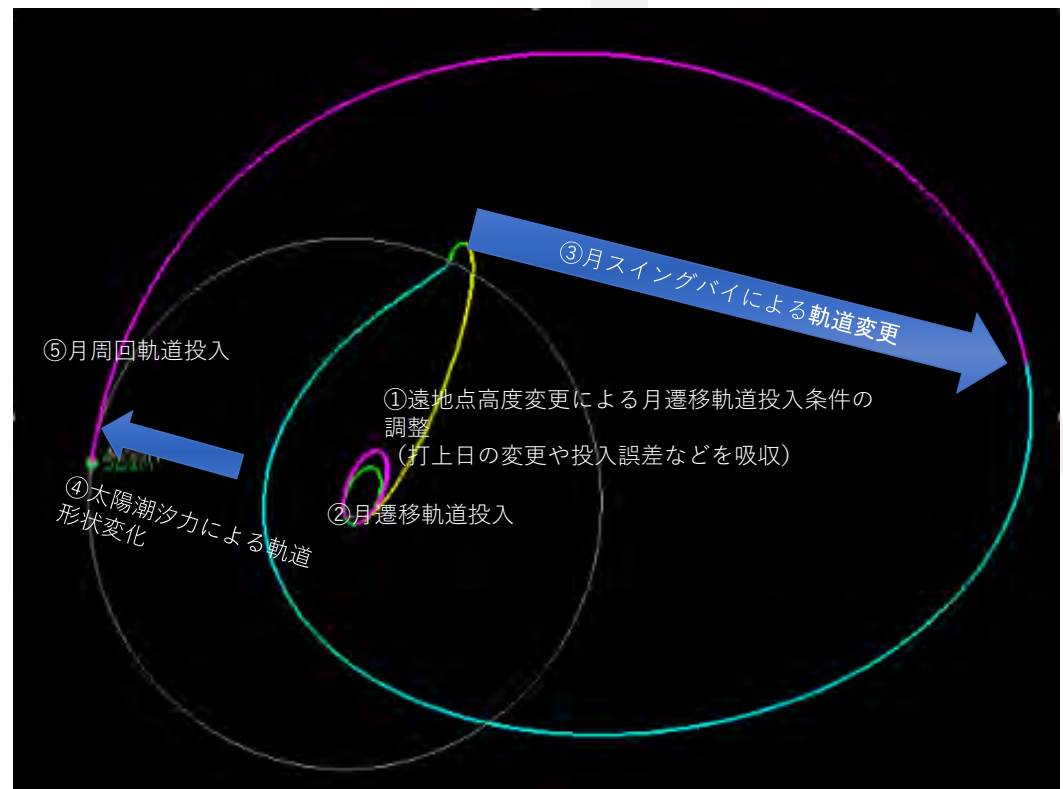 ③月スイングバイによる軌道変更
⑤月周回軌道投入
①遠地点高度変更による月遷移軌道投入条件の
調整
（打上日の変更や投入誤差などを吸収）
②月遷移軌道投入
④太陽潮汐力による軌道
形状変化